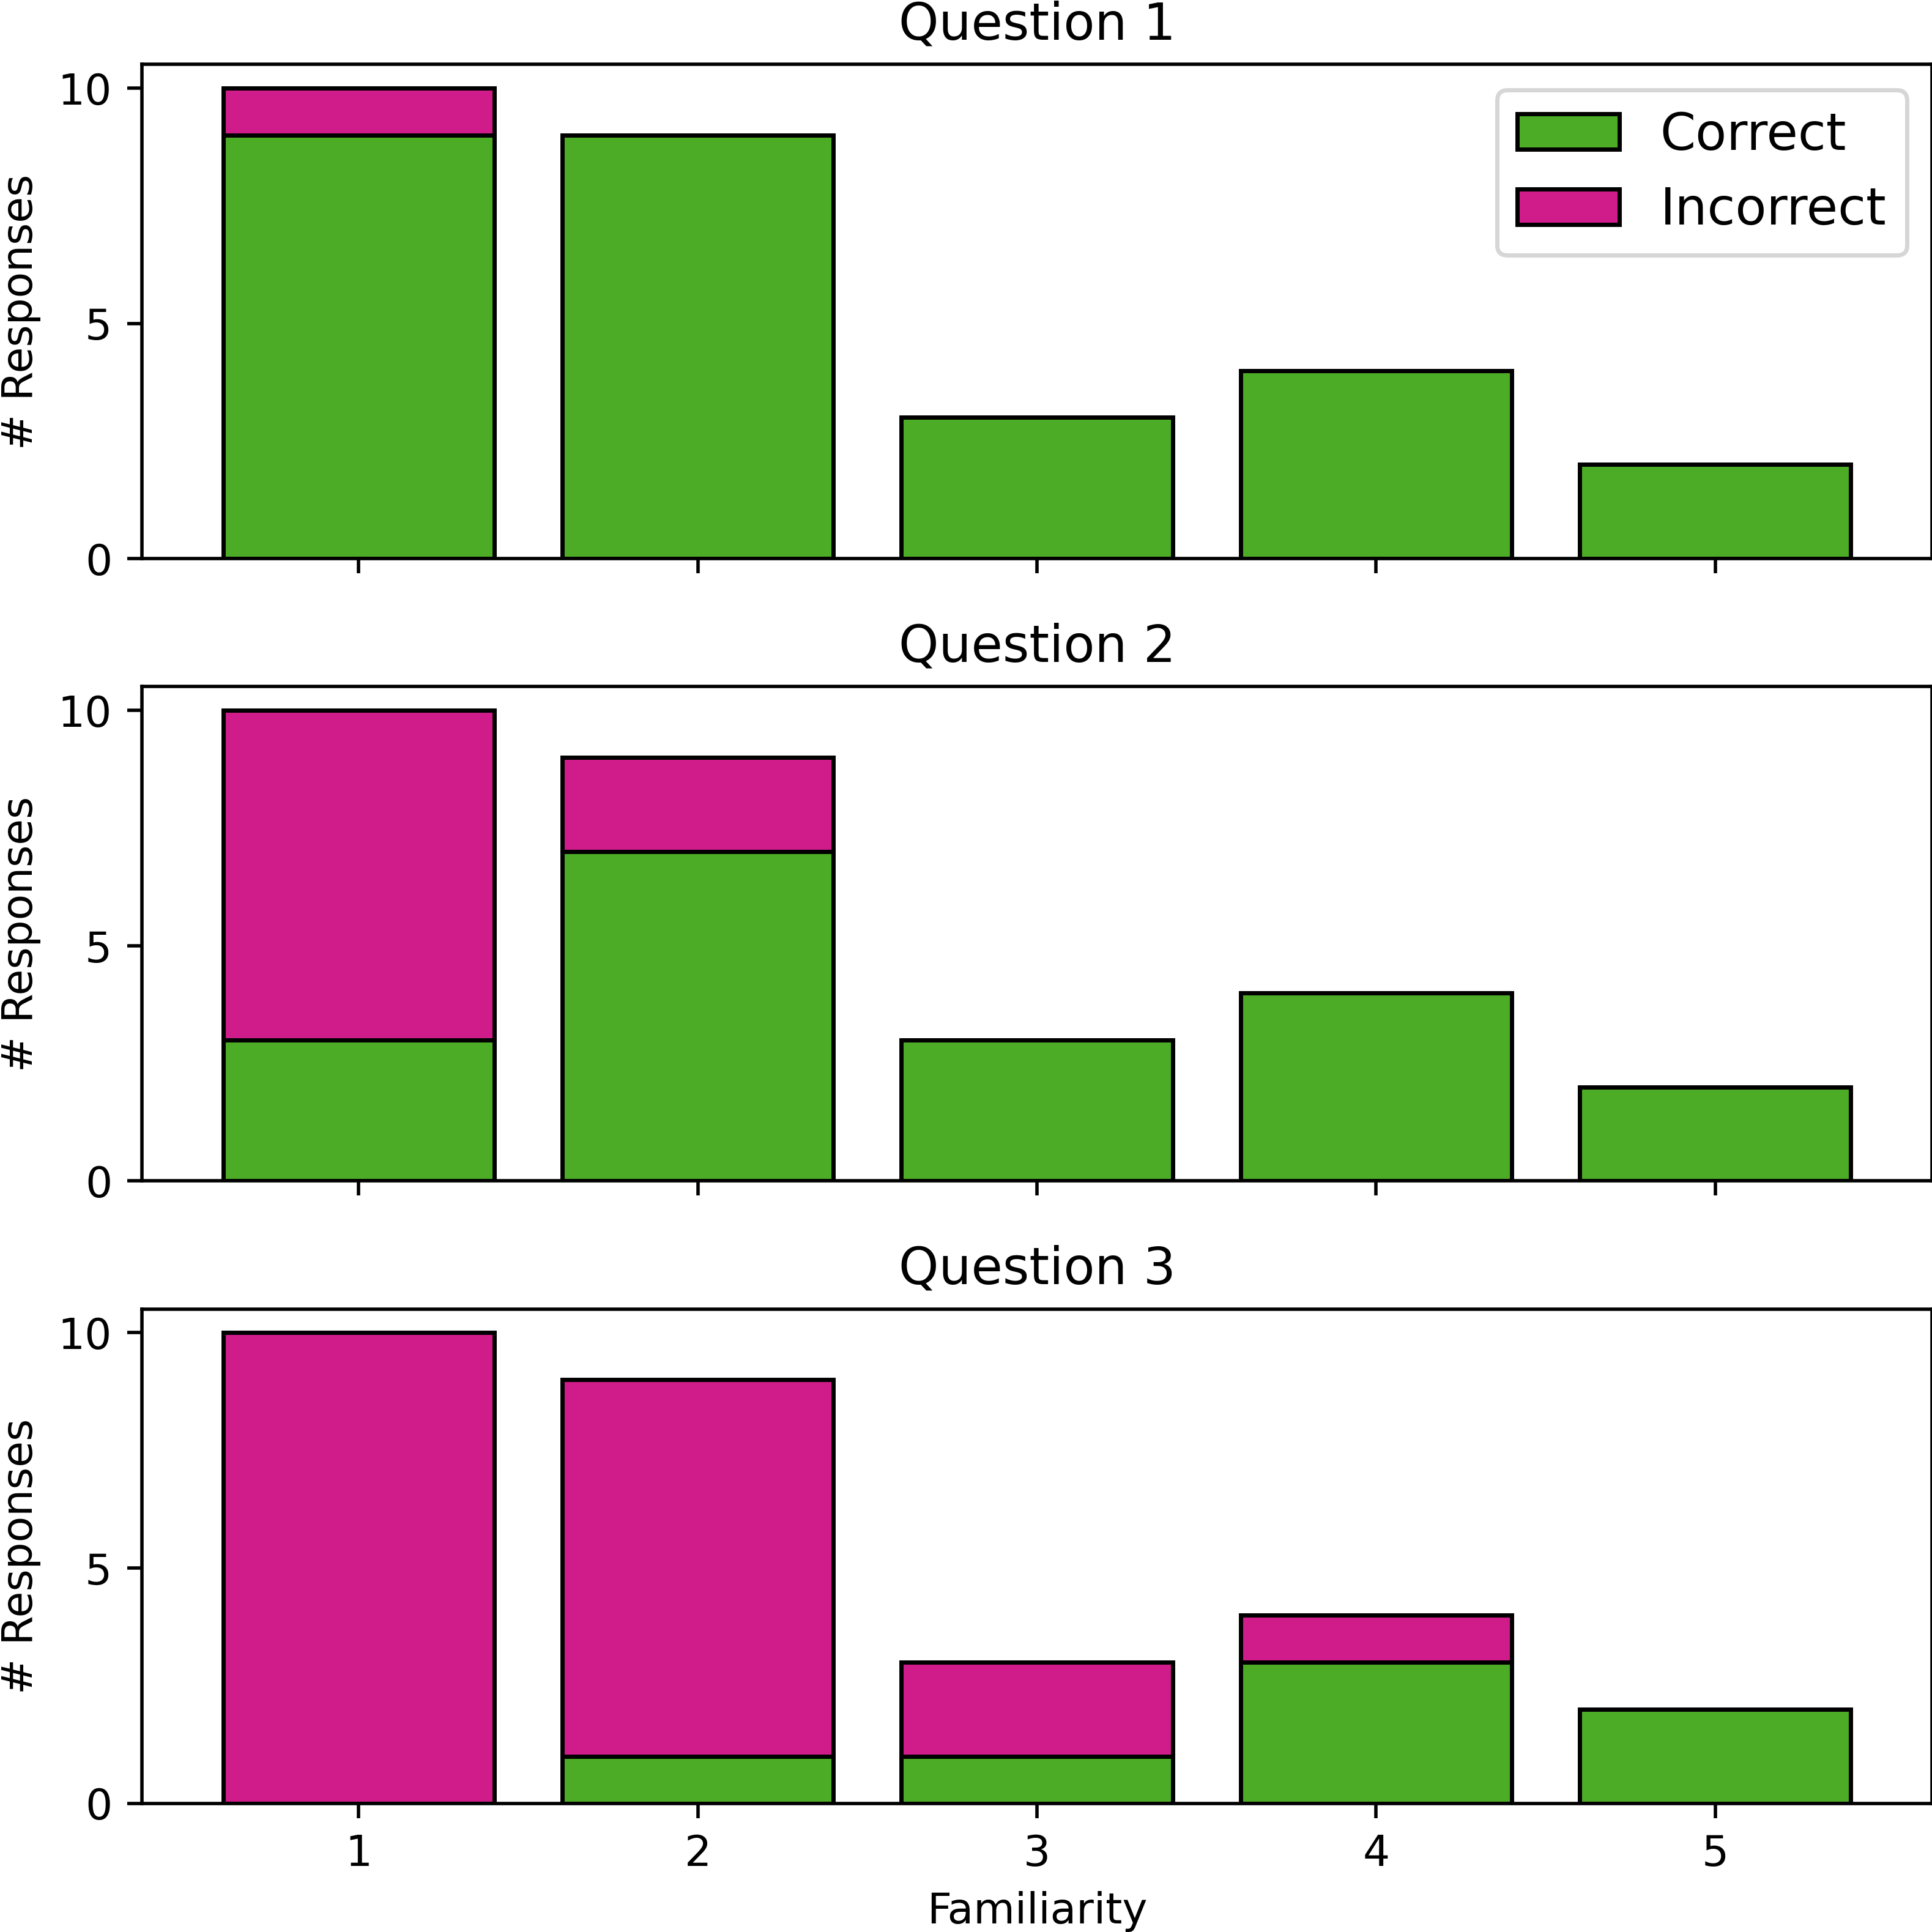 Question 1
10
5
0
# Responses
Correct
Incorrect
Question 2
10
5
0
# Responses
Question 3
10
5
0
# Responses
1 2 3 4 5
Familiarity